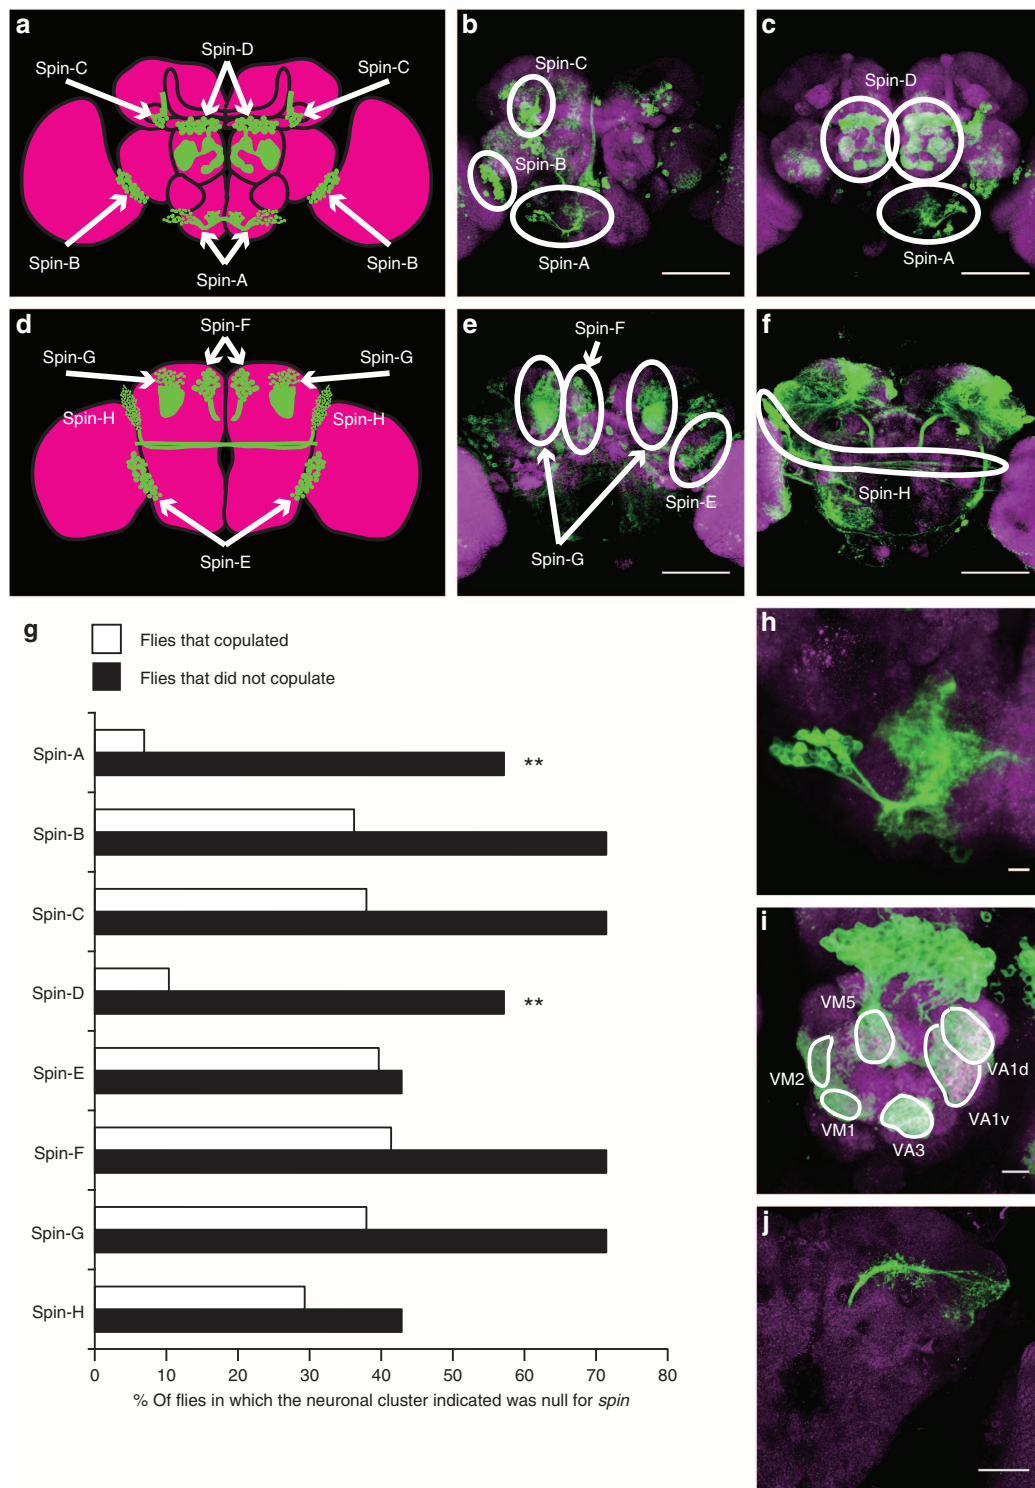 a
Spin-D
Spin-C
Spin-C
Spin-B
Spin-B
Spin-A
b
Spin-C
Spin-B
Spin-A
c
Spin-D
Spin-A
d
Spin-F
Spin-G
Spin-G
Spin-H
Spin-H
Spin-E
e
Spin-F
Spin-E
Spin-G
f
Spin-H
g
Flies that copulated
Flies that did not copulate
Spin-A
**
Spin-B
Spin-C
Spin-D
**
Spin-E
Spin-F
Spin-G
Spin-H
0 10 20 30 40 50 60 70 80
% Of flies in which the neuronal cluster indicated was null for spin
h
i
VM5
VA1d
VM2
VA1v
VM1
VA3
j